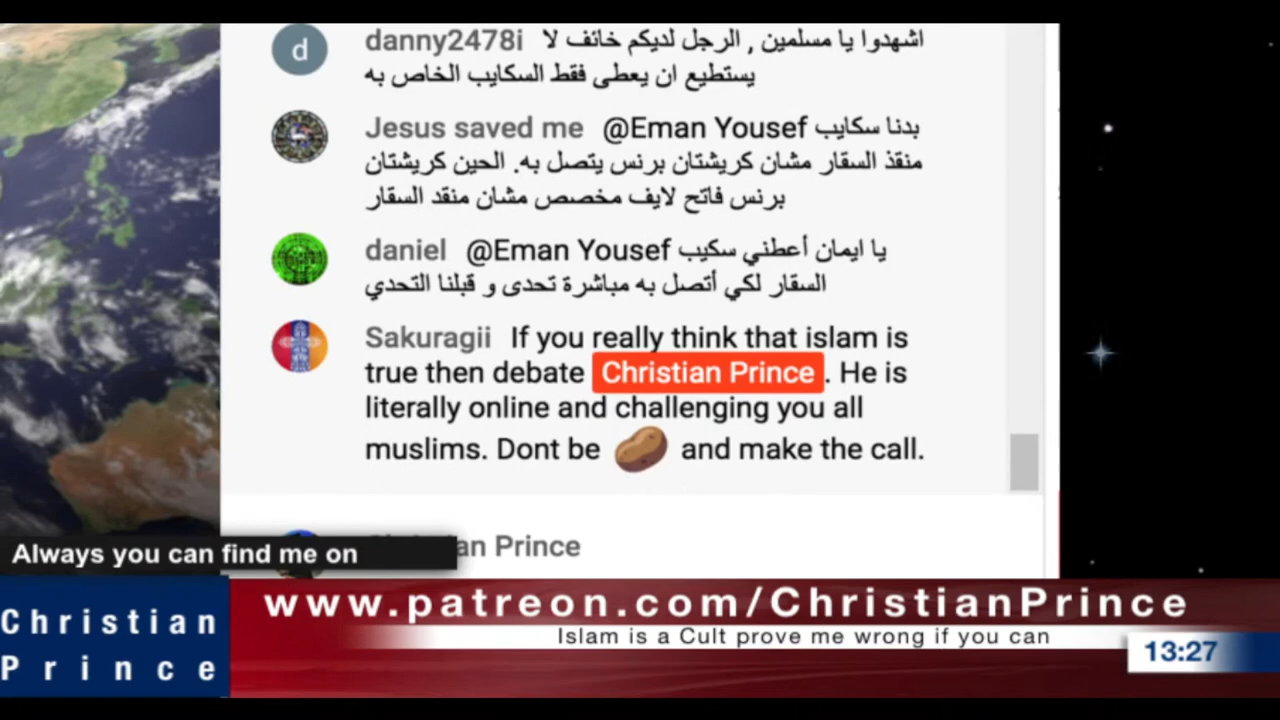 danny2478i اشهدوا يا مسلمين , الرجل لديكم خائف لا
يستطيع ان يعطى فقط السكايب الخاص به
Jesus saved me @Eman Yousef بدنا سكايب
منقذ السقار مشان كريشتان برنس يتصل به. الحين كريشتان
برنس فاتح لايف مخصص مشان منقد السقار
daniel @Eman Yousef يا ايمان أعطني سكيب
السقار لكي أتصل به مباشرة تحدى و قبلنا التحدي
Sakuragii If you really think that islam is
true then debate Christian Prince . He is
literally online and challenging you all
muslims. Dont be 🥔 and make the call.
an Prince
Always you can find me on
Christian
Prince
www.patreon.com/ChristianPrince
Islam is a Cult prove me wrong if you can
13:27
d